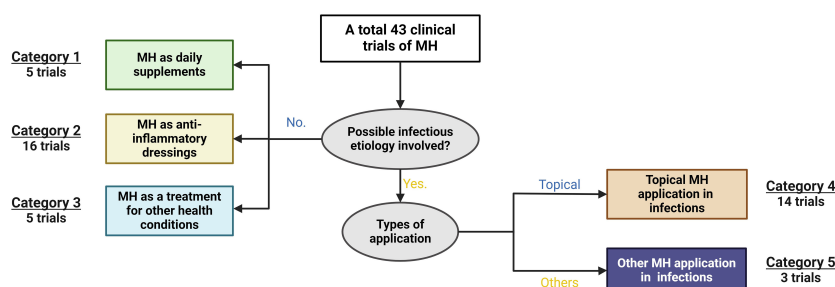 A total 43 clinical
trials of MH
Category 1
5 trials
MH as daily
supplements
Category 2
16 trials
MH as anti-
inflammatory
dressings
Category 3
5 trials
MH as a treatment
for other health
conditions
No.
Possible infectious
etiology involved?
Yes.
Types of
application
Topical
Topical MH
application in
infections
Category 4
14 trials
Others
Other MH application
in infections
Category 5
3 trials